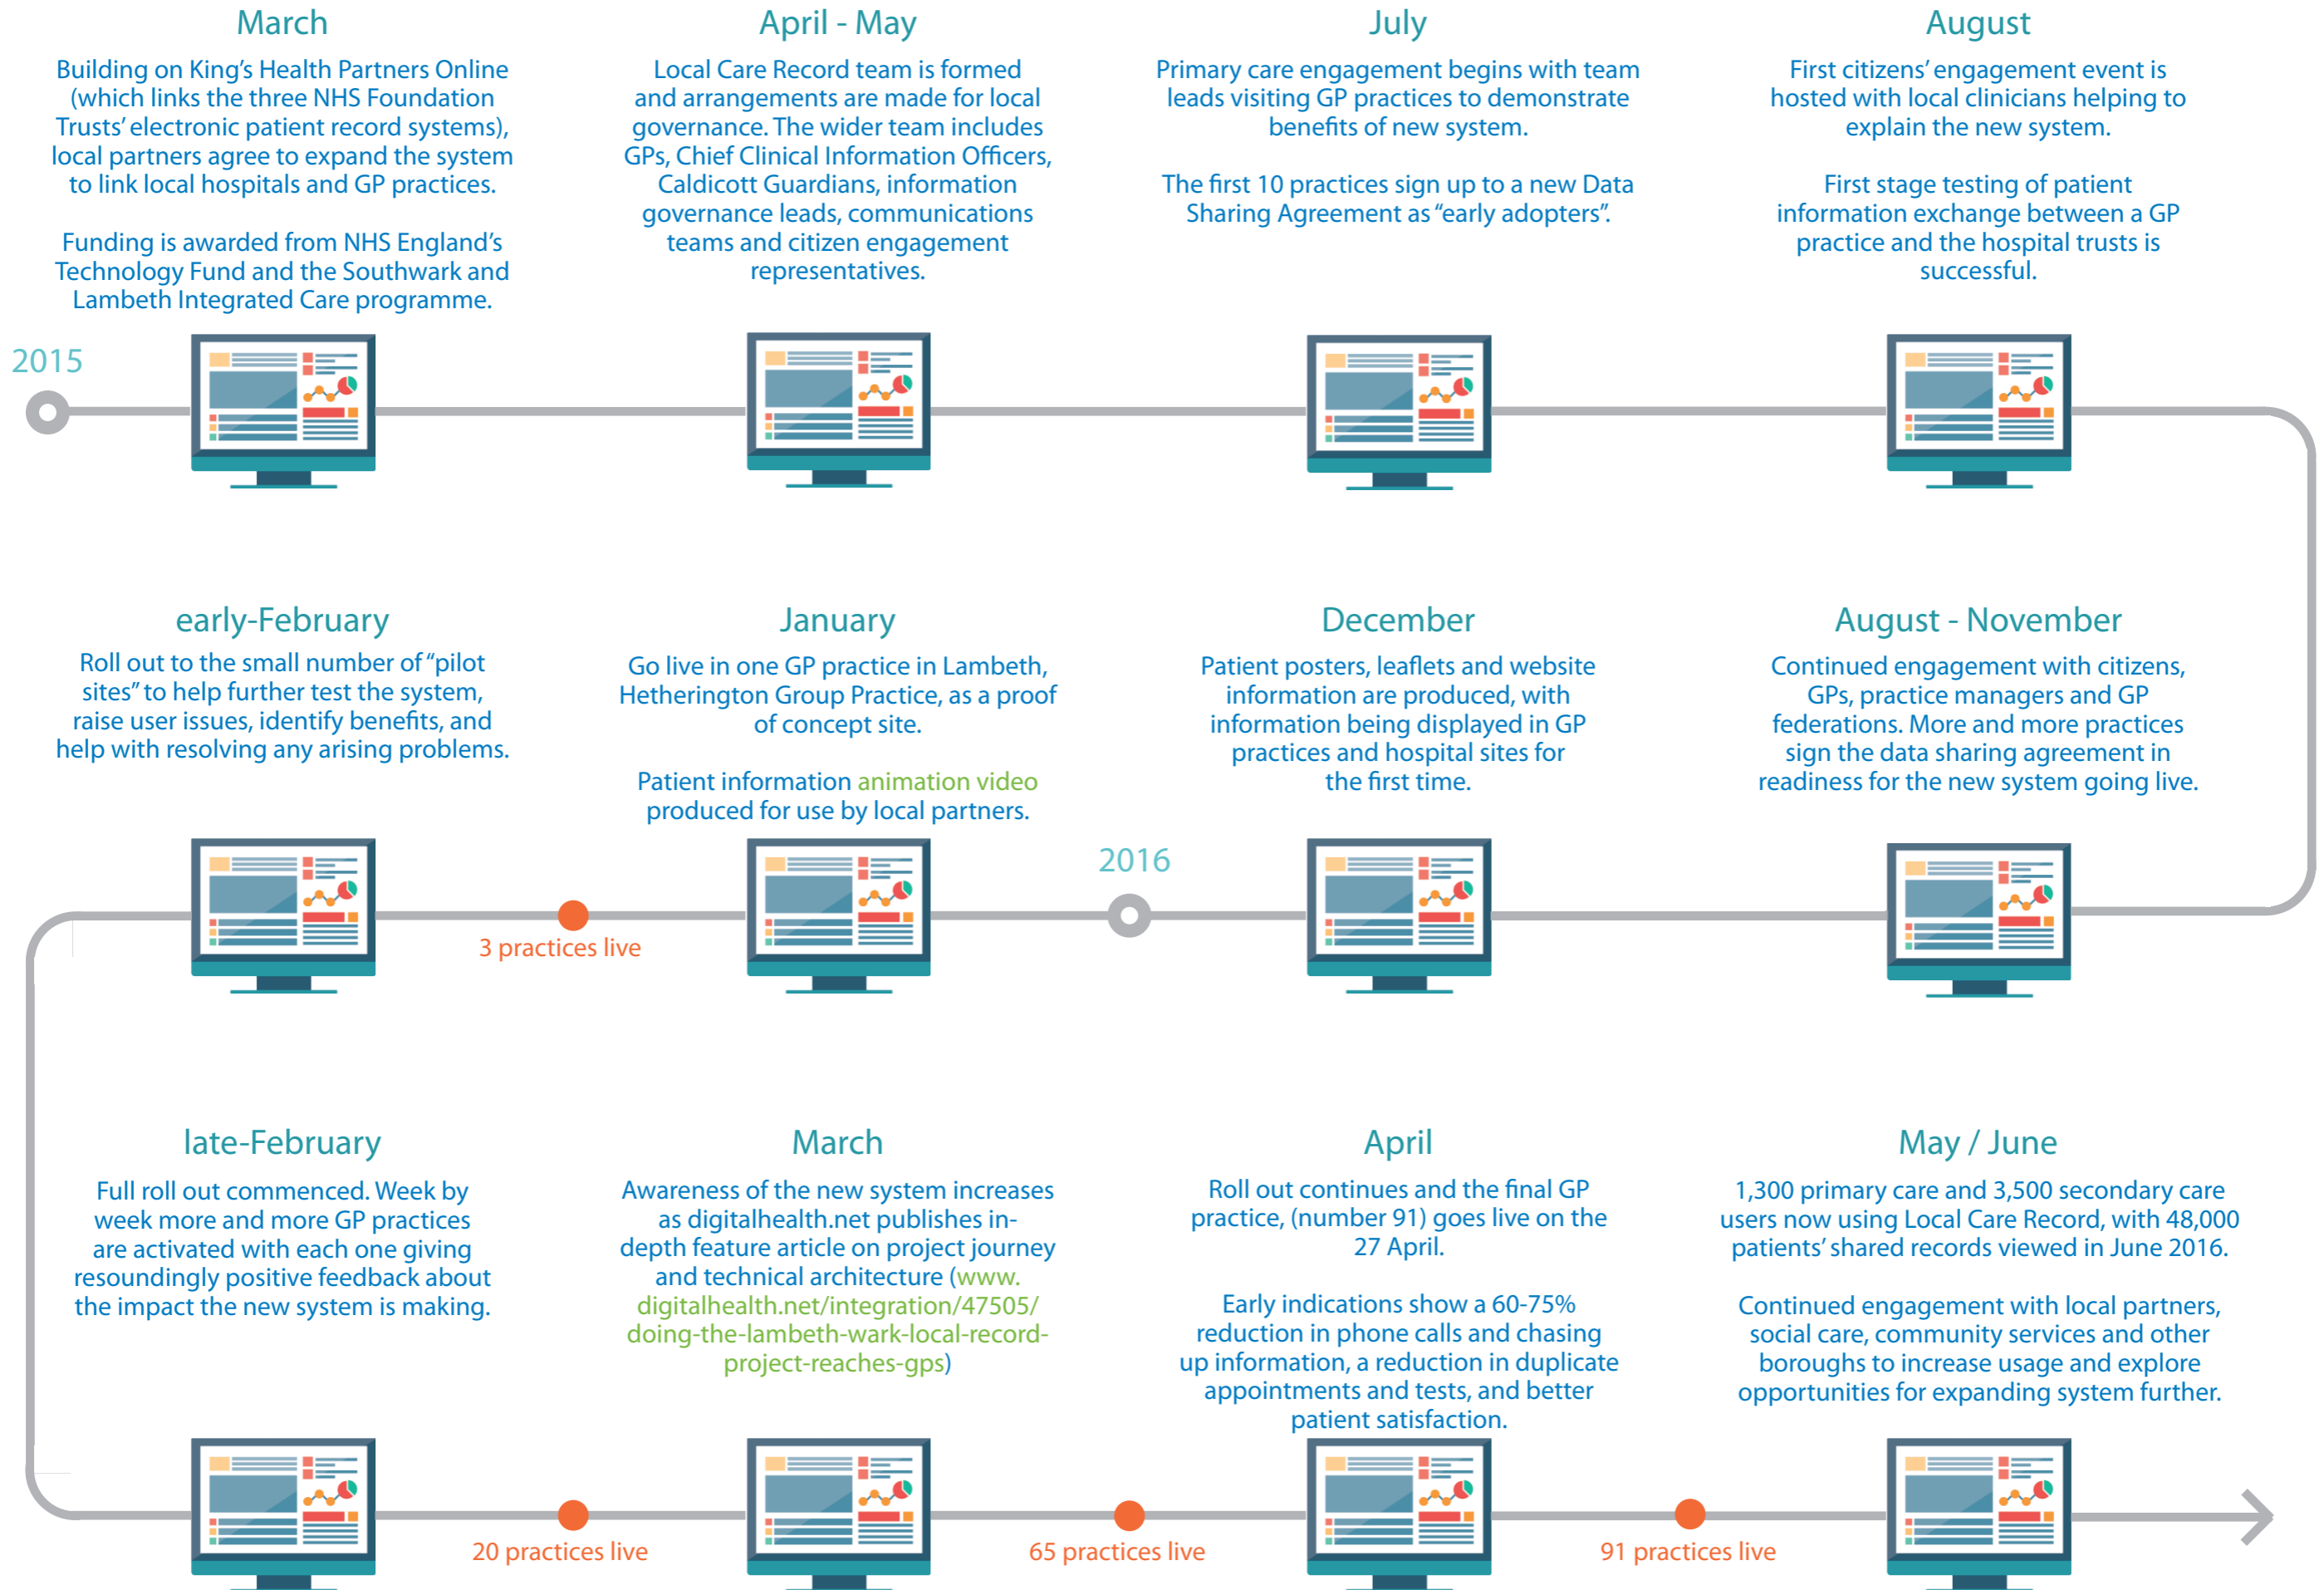 March
Building on King's Health Partners Online
(which links the three NHS Foundation
Trusts' electronic patient record systems),
local partners agree to expand the system
to link local hospitals and GP practices.
Funding is awarded from NHS England's
Technology Fund and the Southwark and
Lambeth Integrated Care programme.
April - May
Local Care Record team is formed
and arrangements are made for local
governance. The wider team includes
GPs, Chief Clinical Information Officers,
Caldicott Guardians, information
governance leads, communications
teams and citizen engagement
representatives.
July
Primary care engagement begins with team
leads visiting GP practices to demonstrate
benefits of new system.
The first 10 practices sign up to a new Data
Sharing Agreement as "early adopters".
August
First citizens' engagement event is
hosted with local clinicians helping to
explain the new system.
First stage testing of patient
information exchange between a GP
practice and the hospital trusts is
successful.
2015
August - November
Continued engagement with citizens,
GPs, practice managers and GP
federations. More and more practices
sign the data sharing agreement in
readiness for the new system going live.
December
Patient posters, leaflets and website
information are produced, with
information being displayed in GP
practices and hospital sites for
the first time.
2016
January
Go live in one GP practice in Lambeth,
Hetherington Group Practice, as a proof
of concept site.
Patient information animation video
produced for use by local partners.
3 practices live
early-February
Roll out to the small number of "pilot
sites" to help further test the system,
raise user issues, identify benefits, and
help with resolving any arising problems.
late-February
Full roll out commenced. Week by
week more and more GP practices
are activated with each one giving
resoundingly positive feedback about
the impact the new system is making.
20 practices live
March
Awareness of the new system increases
as digitalhealth.net publishes in-
depth feature article on project journey
and technical architecture (www.
digitalhealth.net/integration/47505/
doing-the-lambeth-wark-local-record-
project-reaches-gps)
65 practices live
April
Roll out continues and the final GP
practice, (number 91) goes live on the
27 April.
Early indications show a 60-75%
reduction in phone calls and chasing
up information, a reduction in duplicate
appointments and tests, and better
patient satisfaction.
91 practices live
May / June
1,300 primary care and 3,500 secondary care
users now using Local Care Record, with 48,000
patients' shared records viewed in June 2016.
Continued engagement with local partners,
social care, community services and other
boroughs to increase usage and explore
opportunities for expanding system further.